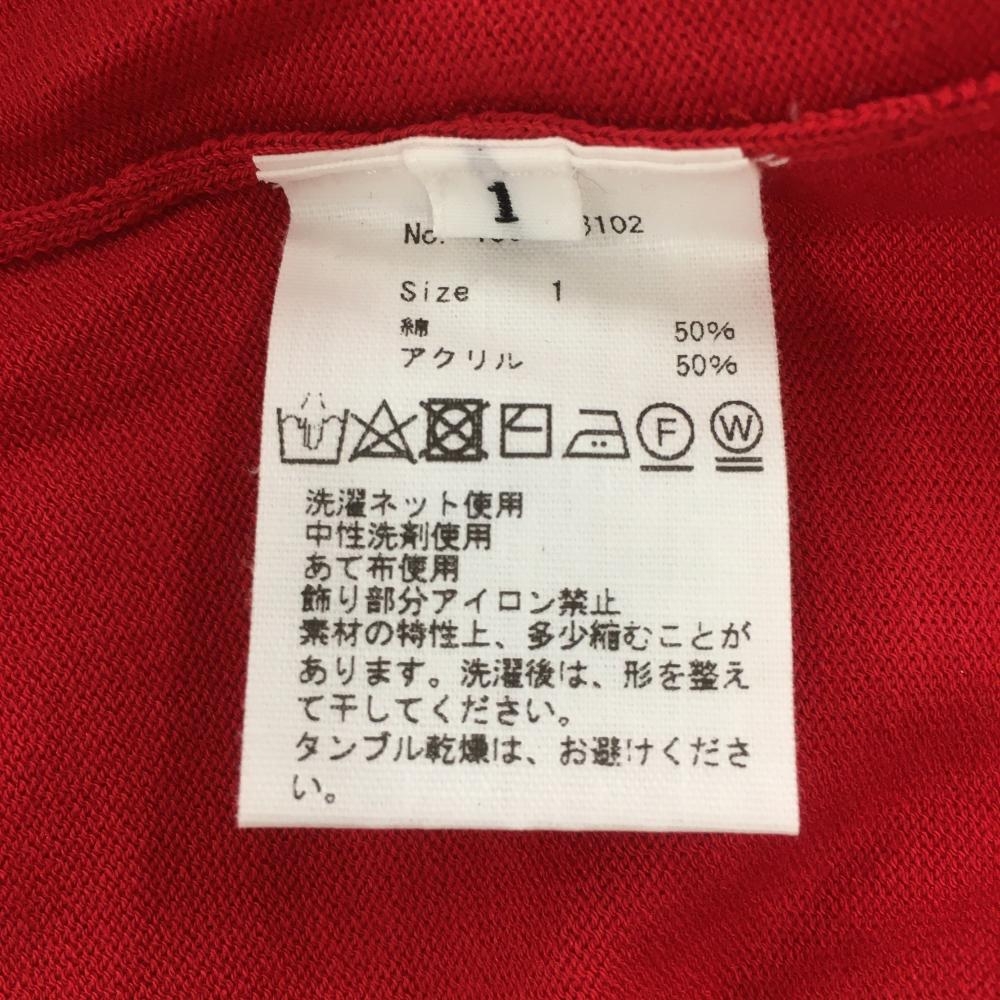 1
No. 3102
Size 1
綿 50%
アクリル 50%
F W
洗濯ネット使用
中性洗剤使用
あて布使用
飾り部分アイロン禁止
素材の特性上、多少縮むことが
あります。洗濯後は、形を整え
て干してください。
タンブル乾燥は、お避けくださ
い。